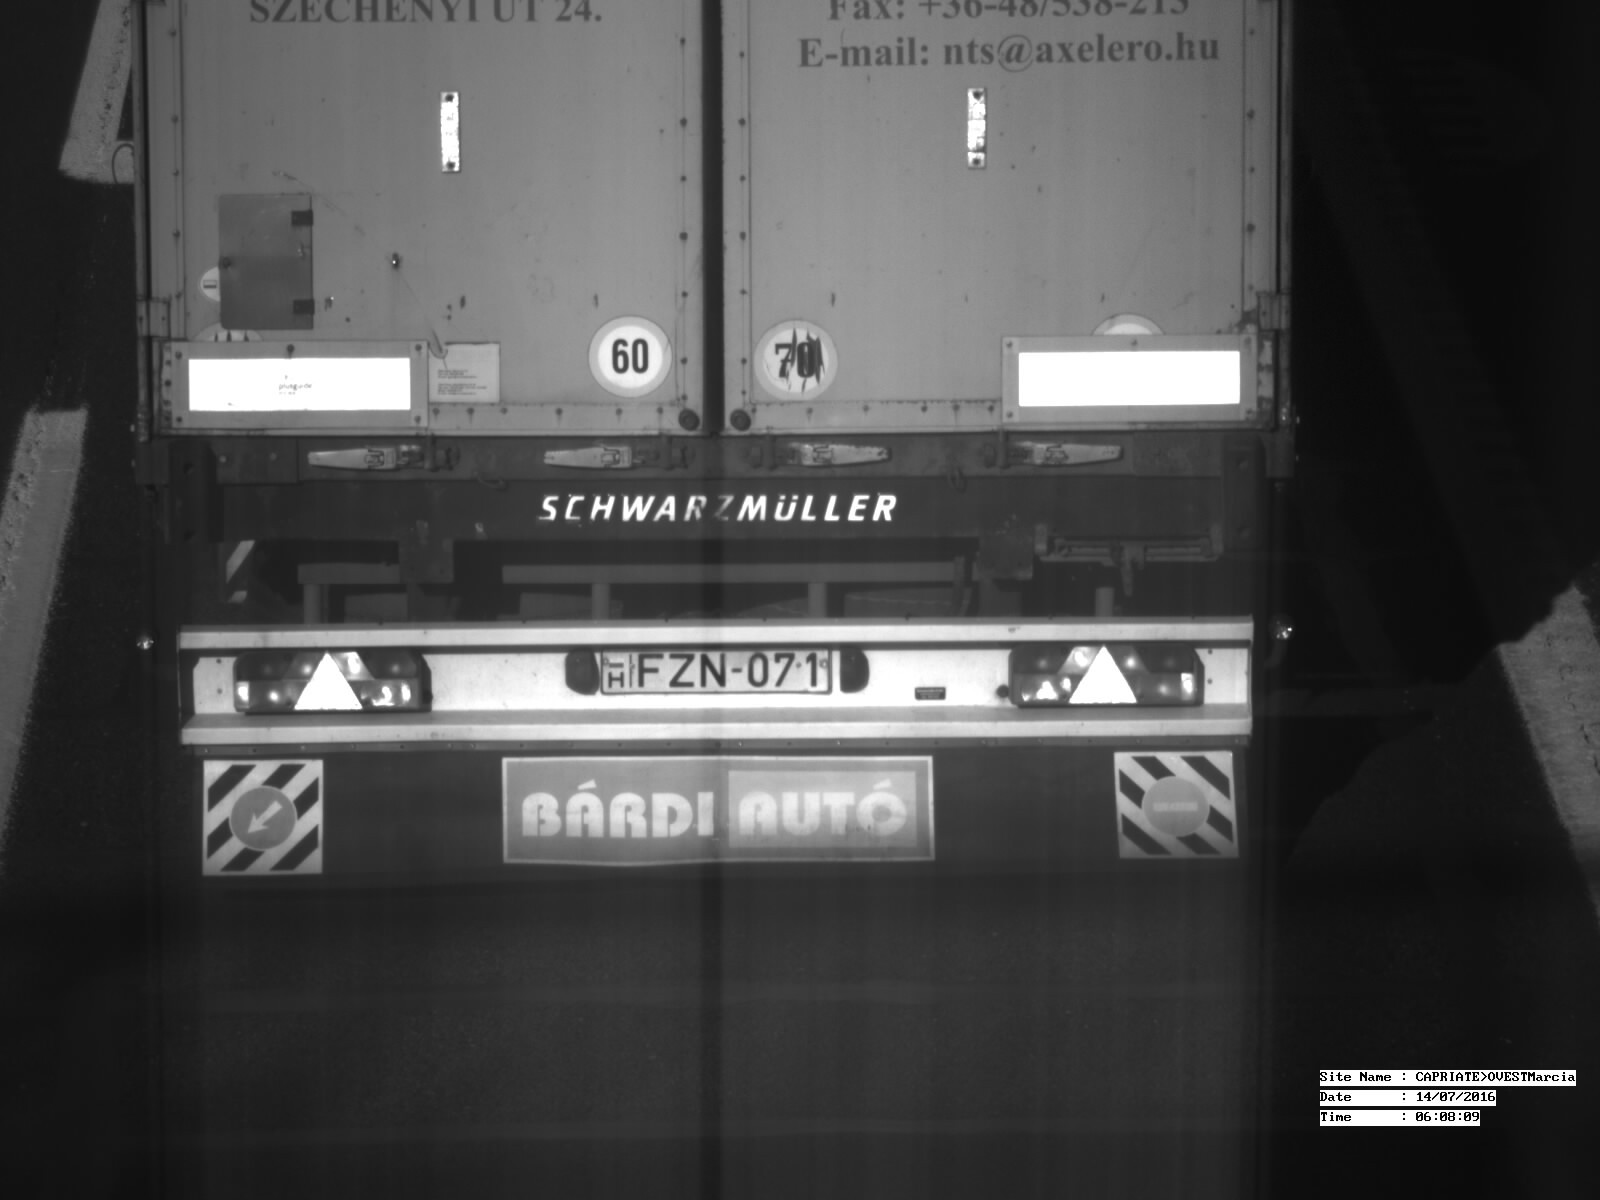 SZÉCHENYI ÚT 24.
Fax: +36-48/538-213
E-mail: nts@axelero.hu
60
70
SCHWARZMÜLLER
H FZN-071
BÁRDI AUTÓ
Site Name : CAPRIATE>OVESTMarcia
Date : 14/07/2016
Time : 06:08:09